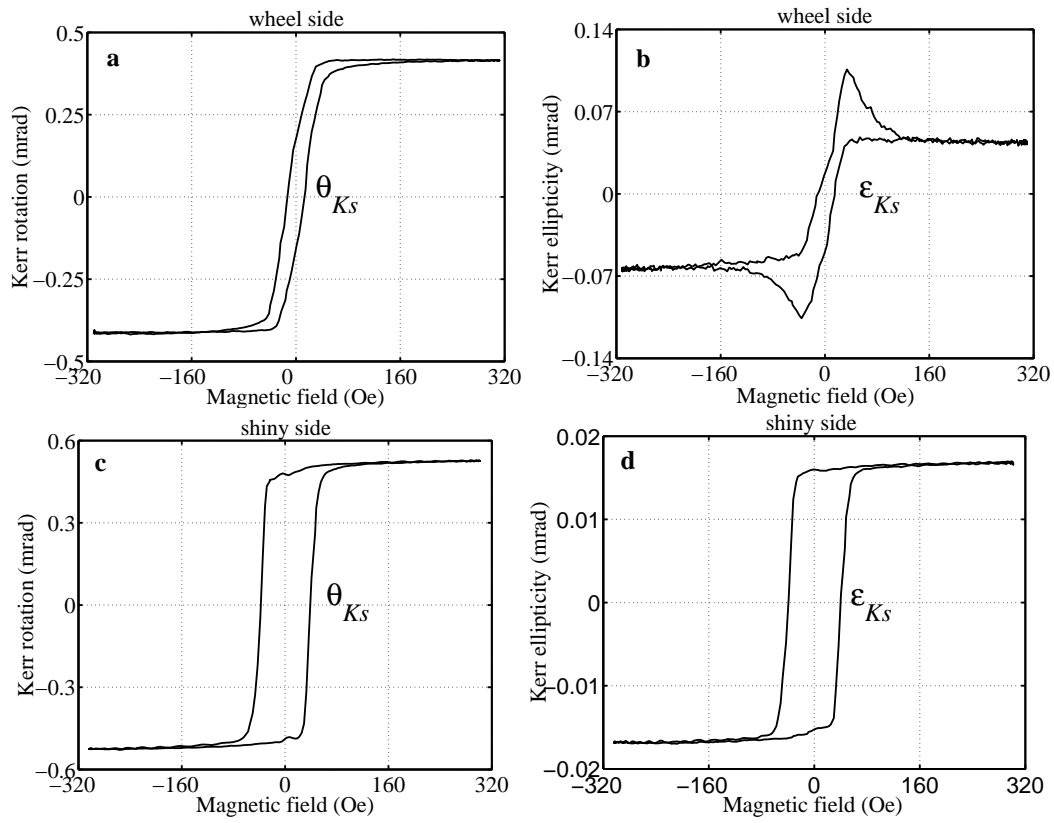 wheel side
a
0.5
0.25
0
−0.25
−0.5
Kerr rotation (mrad)
θKs
−320 −160 0 160 320
Magnetic field (Oe)
wheel side
b
0.14
0.07
0
−0.07
−0.14
Kerr ellipticity (mrad)
εKs
−320 −160 0 160 320
Magnetic field (Oe)
shiny side
c
0.6
0.3
0
−0.3
−0.6
Kerr rotation (mrad)
θKs
−320 −160 0 160 320
Magnetic field (Oe)
shiny side
d
0.02
0.01
0
−0.01
−0.02
Kerr ellipticity (mrad)
εKs
−320 −160 0 160 320
Magnetic field (Oe)